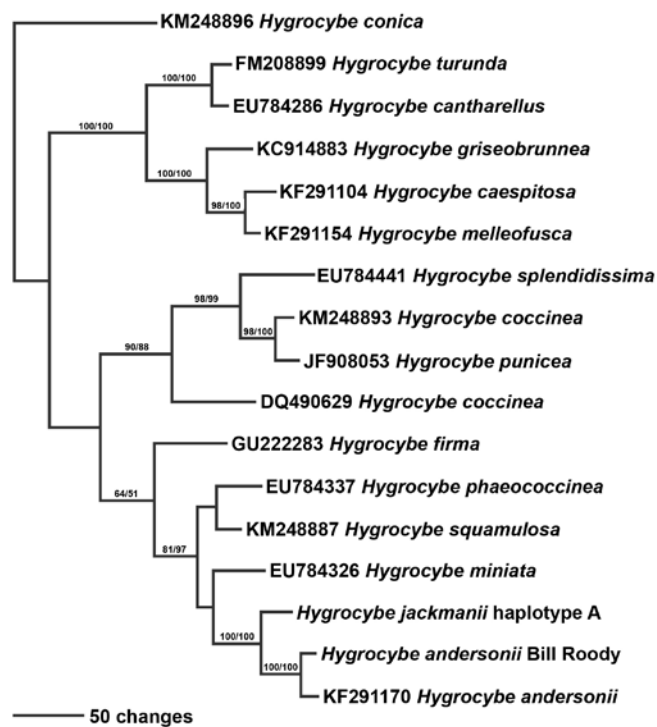 KM248896 Hygrocybe conica
FM208899 Hygrocybe turunda
100/100
EU784286 Hygrocybe cantharellus
100/100
KC914883 Hygrocybe griseobrunnea
100/100
KF291104 Hygrocybe caespitosa
98/100
KF291154 Hygrocybe melleofusca
EU784441 Hygrocybe splendidissima
98/99
KM248893 Hygrocybe coccinea
98/100
90/88
JF908053 Hygrocybe punicea
DQ490629 Hygrocybe coccinea
GU222283 Hygrocybe firma
64/51
EU784337 Hygrocybe phaeococcinea
KM248887 Hygrocybe squamulosa
81/97
EU784326 Hygrocybe miniata
Hygrocybe jackmanii haplotype A
100/100
Hygrocybe andersonii Bill Roody
100/100
KF291170 Hygrocybe andersonii
50 changes